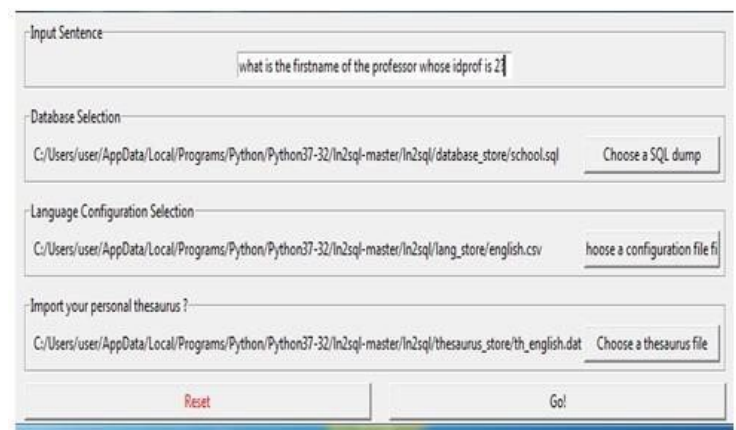 Input Sentence
what is the firstname of the professor whose idprof is 2?
Database Selection
C:/Users/user/AppData/Local/Programs/Python/Python37-32/ln2sql-master/ln2sql/database_store/school.sql Choose a SQL dump
Language Configuration Selection
C:/Users/user/AppData/Local/Programs/Python/Python37-32/ln2sql-master/ln2sql/lang_store/english.csv hoose a configuration file fi
Import your personal thesaurus ?
C:/Users/user/AppData/Local/Programs/Python/Python37-32/ln2sql-master/ln2sql/thesaurus_store/th_english.dat Choose a thesaurus file
Reset Go!